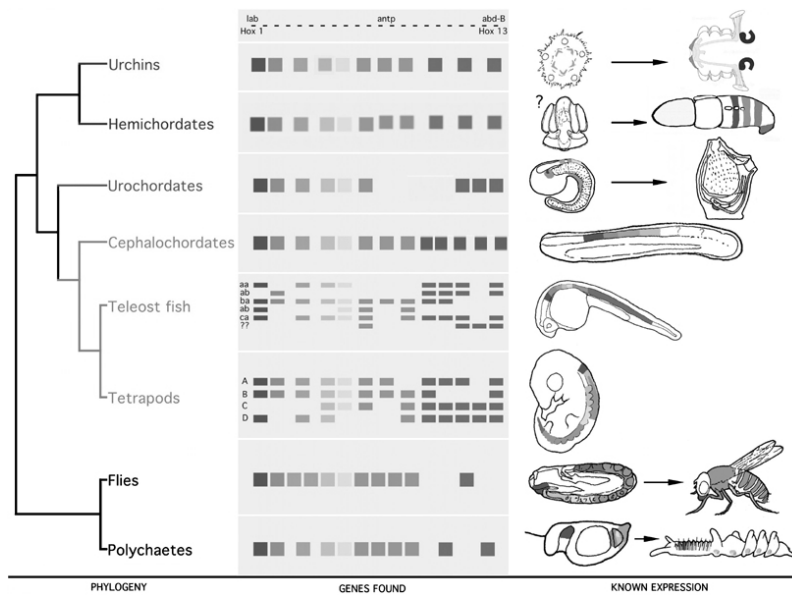 lab antp abd-B
Hox 1 Hox 13
Urchins
Hemichordates
?
Urochordates
Cephalochordates
? ?
Teleost fish
aa
ab
ba
ab
ca
??
Tetrapods
A
B
C
D
Flies
Polychaetes
PHYLOGENY GENES FOUND KNOWN EXPRESSION